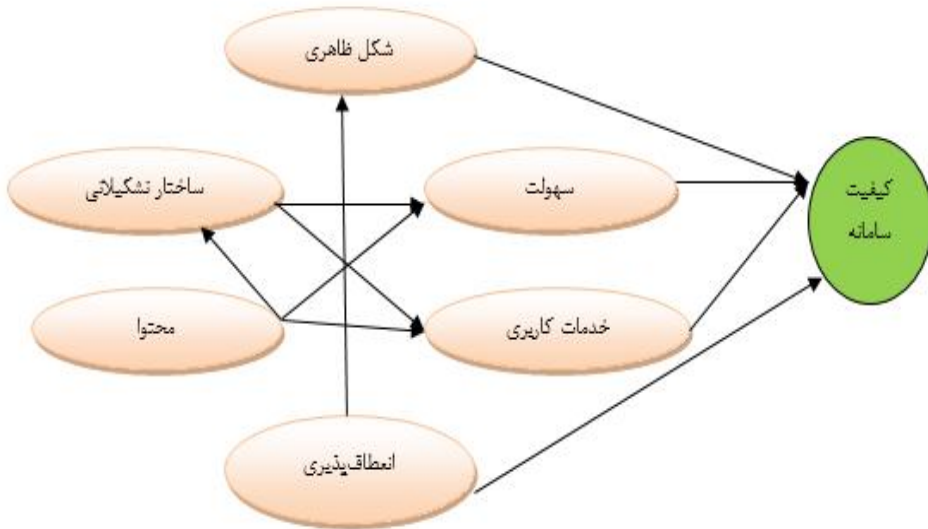 شکل ظاهری
ساختار تشکیلاتی
سهولت
کیفیت
سامانه
محتوا
خدمات کاربری
انعطاف‌پذیری